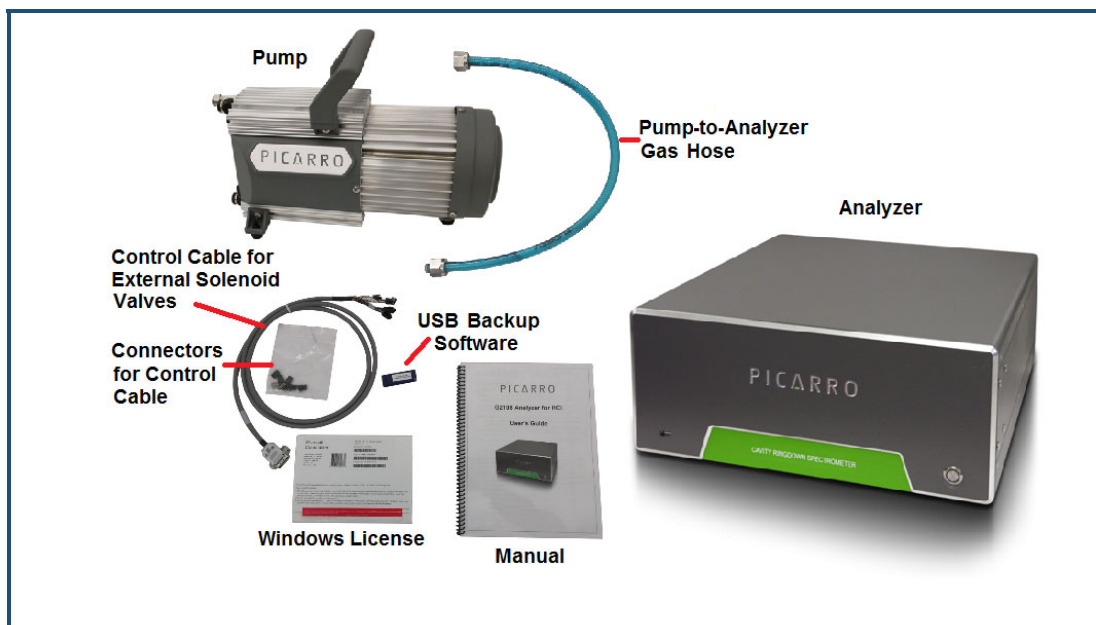 Pump
PICARRO
Pump-to-Analyzer
Gas Hose
Analyzer
Control Cable for
External Solenoid
Valves
USB Backup
Software
Connectors
for Control
Cable
PICARRO
G2108 Analyzer for HCl
User's Guide
PICARRO
CAVITY RINGDOWN SPECTROMETER
Windows License
Manual